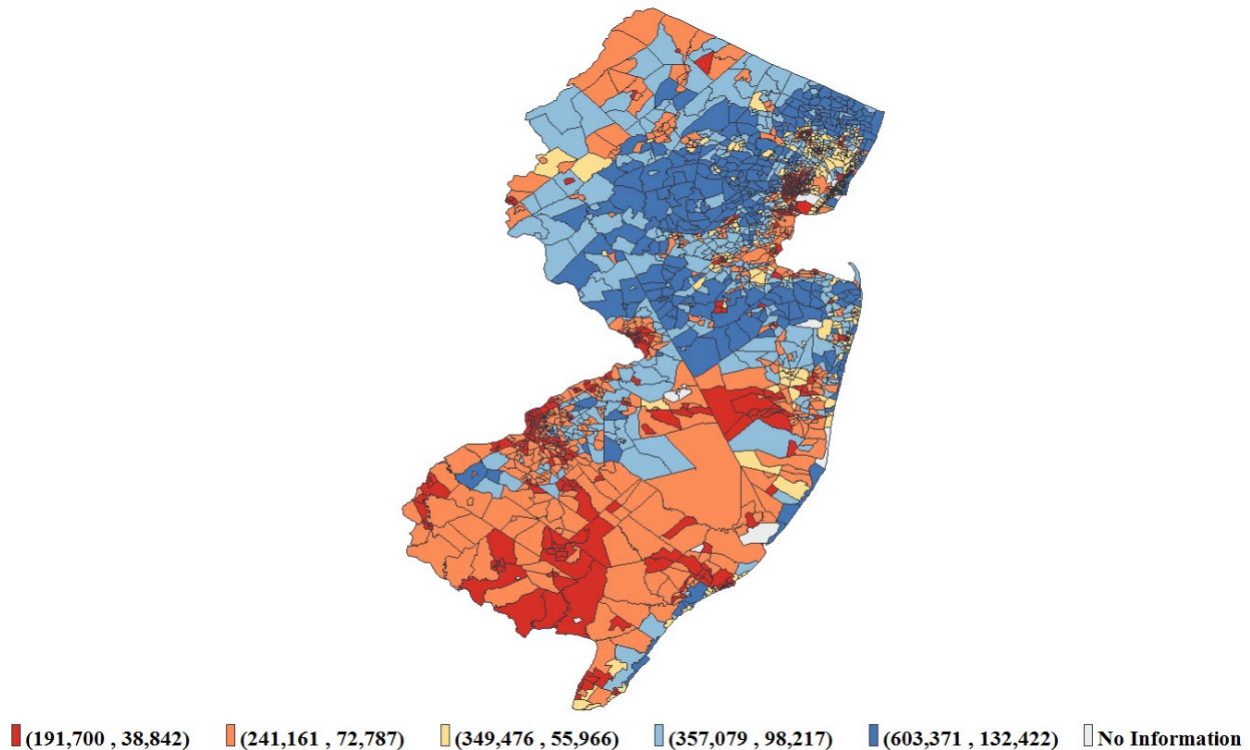 (191,700 , 38,842) (241,161 , 72,787) (349,476 , 55,966) (357,079 , 98,217) (603,371 , 132,422) No Information